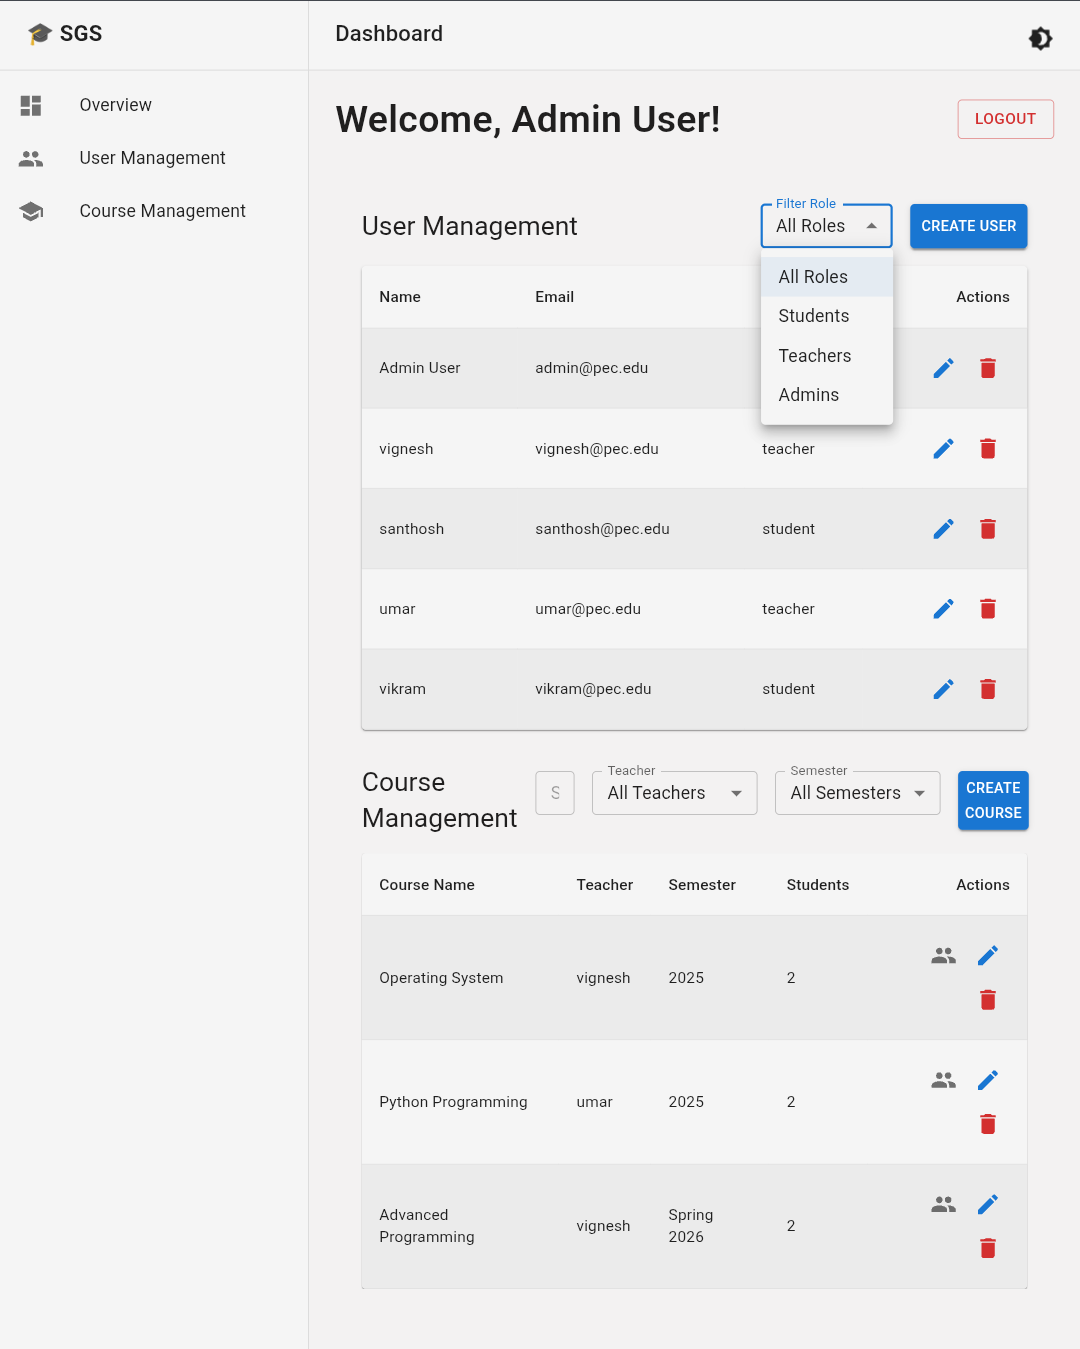 SGS
Dashboard
Overview
User Management
Course Management
Welcome, Admin User!
LOGOUT
User Management
Filter Role
All Roles
CREATE USER
All Roles
Students
Teachers
Admins
Name Email Actions
Admin User admin@pec.edu
vignesh vignesh@pec.edu teacher
santhosh santhosh@pec.edu student
umar umar@pec.edu teacher
vikram vikram@pec.edu student
Course
Management
S
Teacher
All Teachers
Semester
All Semesters
CREATE
COURSE
Course Name Teacher Semester Students Actions
Operating System vignesh 2025 2
Python Programming umar 2025 2
Advanced
Programming
vignesh
Spring
2026
2